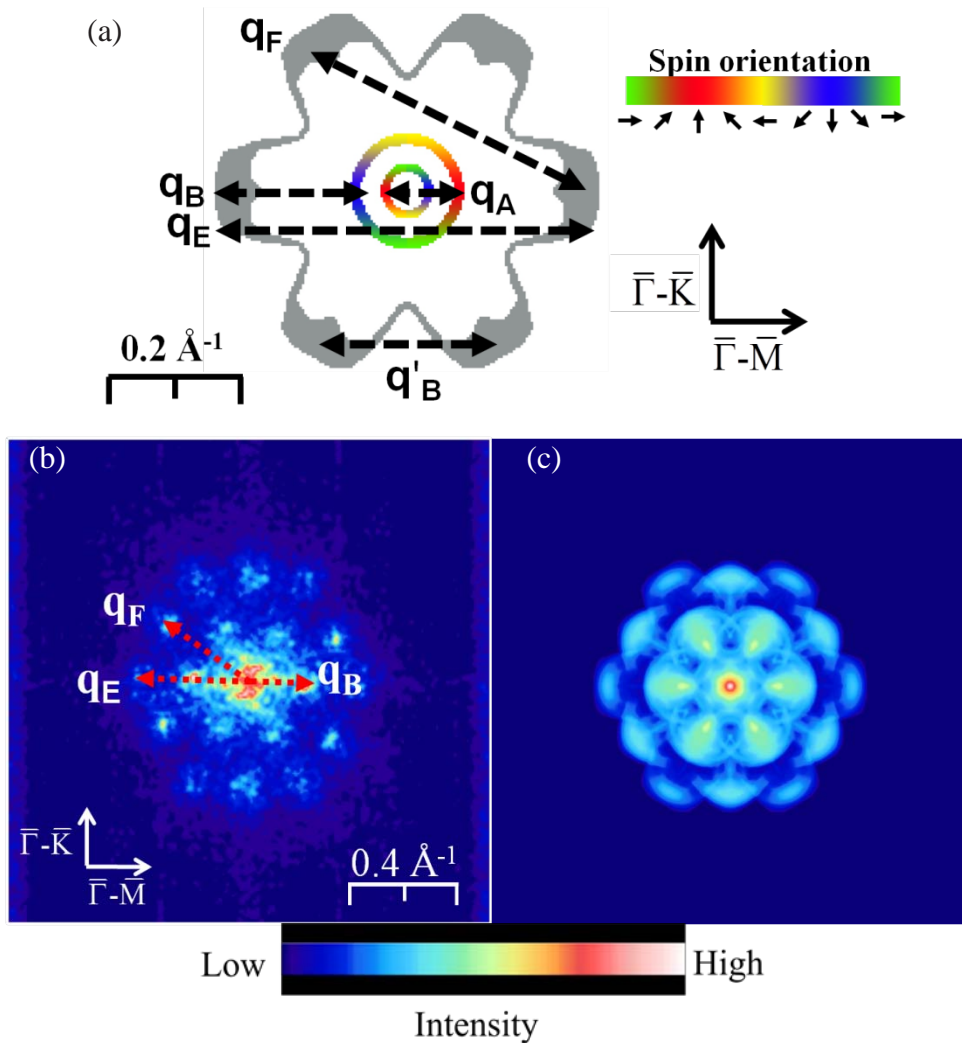 (a)
q_F
Spin orientation
q_B
q_A
q_E
Γ̄-K̄
Γ̄-M̄
0.2 Å⁻¹
q'_B
(b)
(c)
q_F
q_E
q_B
Γ̄-K̄
Γ̄-M̄
0.4 Å⁻¹
Low
High
Intensity